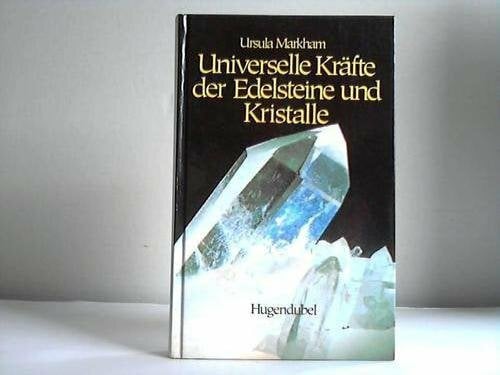 Ursula Markham
Universelle Kräfte
der Edelsteine und
Kristalle
Hugendubel